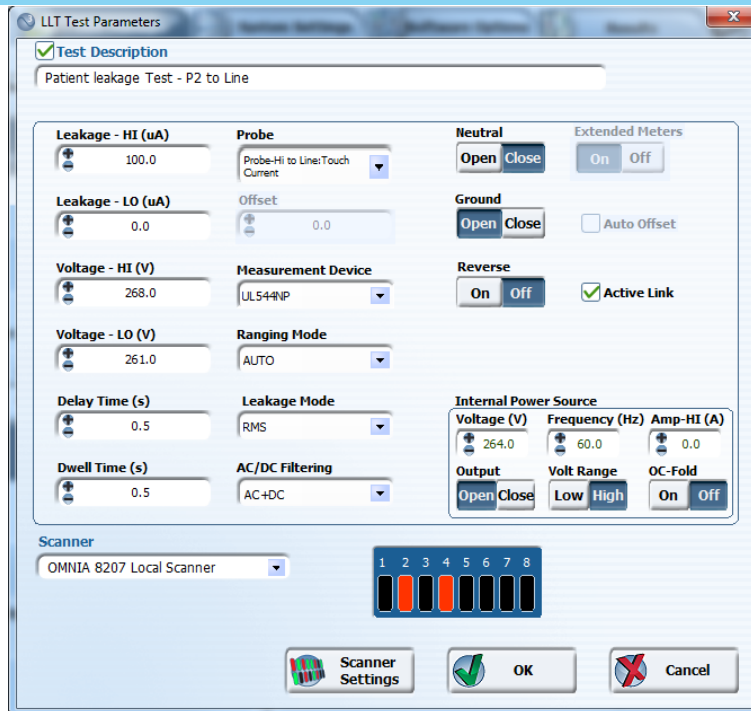 LLT Test Parameters
Test Description
Patient leakage Test - P2 to Line
Leakage - HI (uA)
100.0
Leakage - LO (uA)
0.0
Voltage - HI (V)
268.0
Voltage - LO (V)
261.0
Delay Time (s)
0.5
Dwell Time (s)
0.5
Probe
Probe-Hi to Line:Touch
Current
Offset
0.0
Measurement Device
UL544NP
Ranging Mode
AUTO
Leakage Mode
RMS
AC/DC Filtering
AC+DC
Neutral
Open Close
Ground
Open Close
Reverse
On Off
Extended Meters
On Off
Auto Offset
Active Link
Internal Power Source
Voltage (V) Frequency (Hz) Amp-HI (A)
264.0 60.0 0.0
Output Volt Range OC-Fold
Open Close Low High On Off
Scanner
OMNIA 8207 Local Scanner
1 2 3 4 5 6 7 8
Scanner
Settings
OK
Cancel